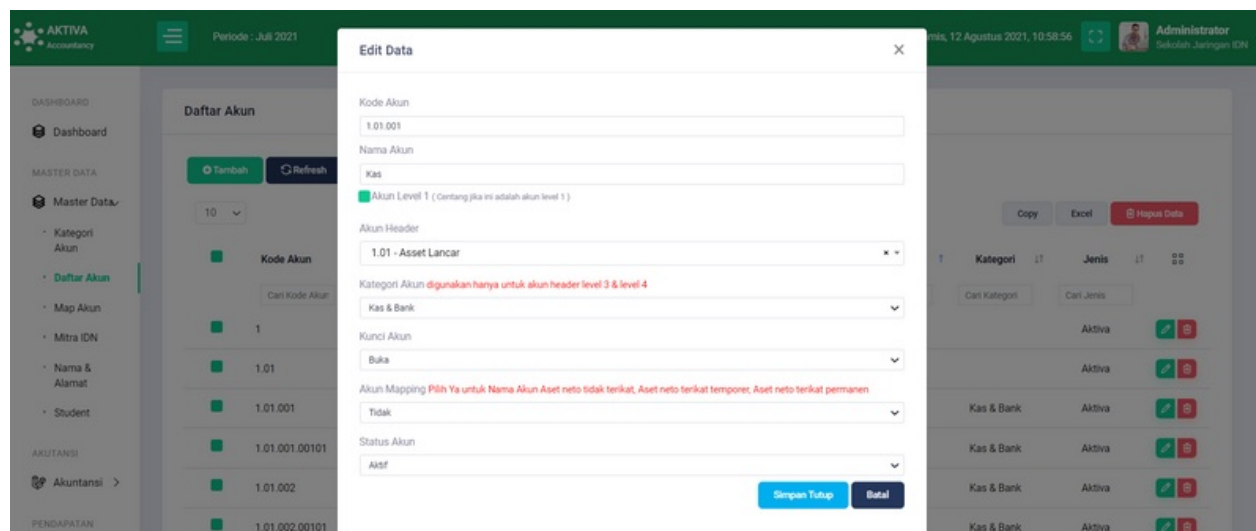 AKTIVA
Accountancy
Periode : Juli 2021
mis, 12 Agustus 2021, 10:58:56
Administrator
Sekolah Jaringan IDN
DASHBOARD
Dashboard
MASTER DATA
Master Data
Kategori
Akun
Daftar Akun
Map Akun
Mitra IDN
Nama &
Alamat
Student
AKUTANSI
Akuntansi >
PENDAPATAN
Daftar Akun
Tambah
Refresh
10
Copy
Excel
Hapus Data
Kode Akun
Kategori
Jenis
Cari Kode Akun
Cari Kategori
Cari Jenis
1
Aktiva
1.01
Aktiva
1.01.001
Kas & Bank
Aktiva
1.01.001.00101
Kas & Bank
Aktiva
1.01.002
Kas & Bank
Aktiva
1.01.002.00101
Kas & Bank
Aktiva
Edit Data
×
Kode Akun
1.01.001
Nama Akun
Kas
Akun Level 1 ( Centang jika ini adalah akun level 1 )
Akun Header
1.01 - Asset Lancar
Kategori Akun digunakan hanya untuk akun header level 3 & level 4
Kas & Bank
Kunci Akun
Buka
Akun Mapping Pilih Ya untuk Nama Akun Aset neto tidak terikat, Aset neto terikat temporer, Aset neto terikat permanen
Tidak
Status Akun
Aktif
Simpan Tutup
Batal